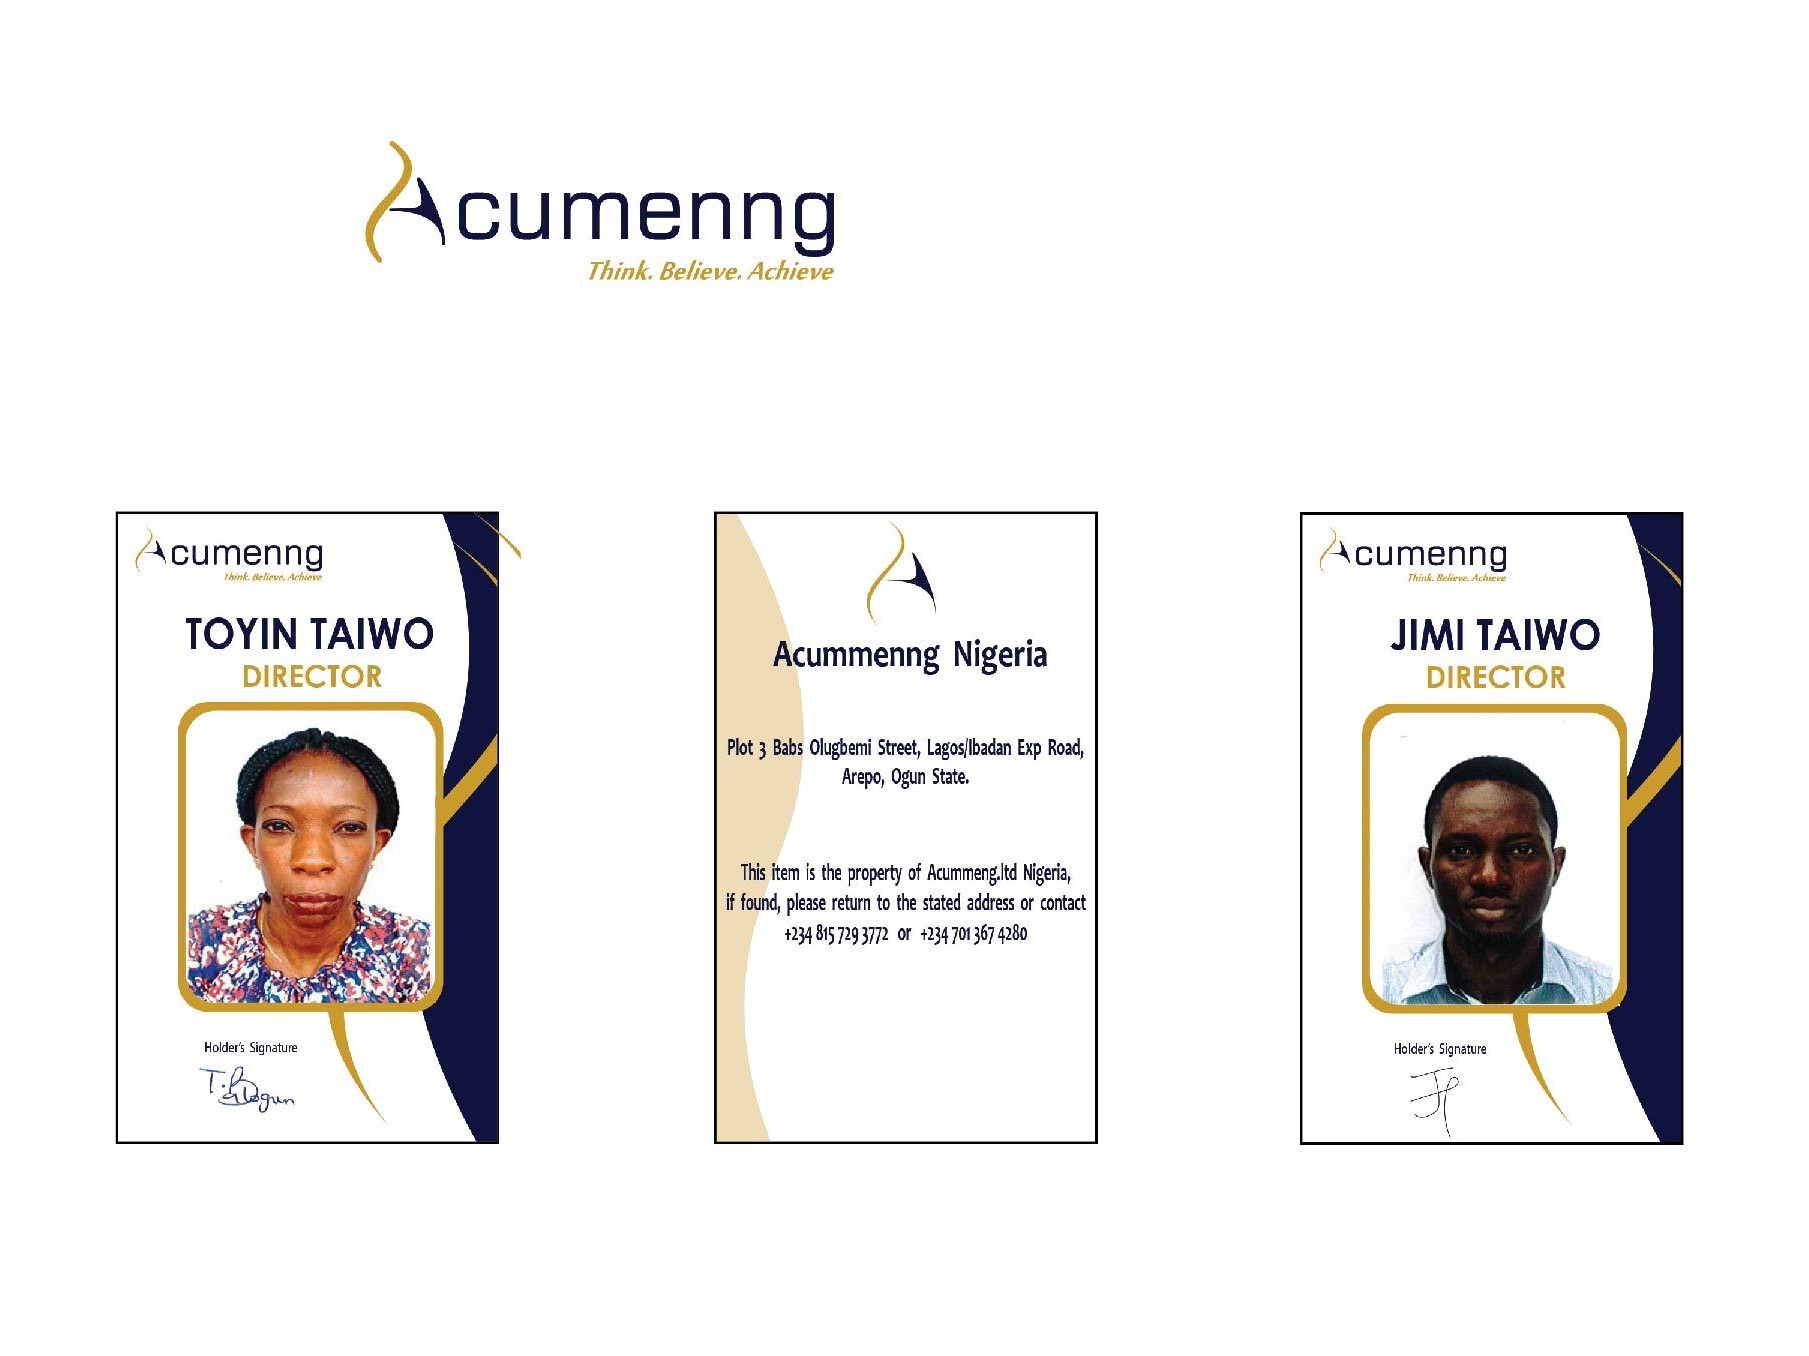 Acumenng
Think. Believe. Achieve
Acumenng
Think. Believe. Achieve
TOYIN TAIWO
DIRECTOR
Holder's Signature
Acummenng Nigeria
Plot 3 Babs Olugbemi Street, Lagos/Ibadan Exp Road,
Arepo, Ogun State.
This item is the property of Acummeng.ltd Nigeria,
if found, please return to the stated address or contact
+234 815 729 3772 or +234 701 367 4280
Acumenng
Think. Believe. Achieve
JIMI TAIWO
DIRECTOR
Holder's Signature